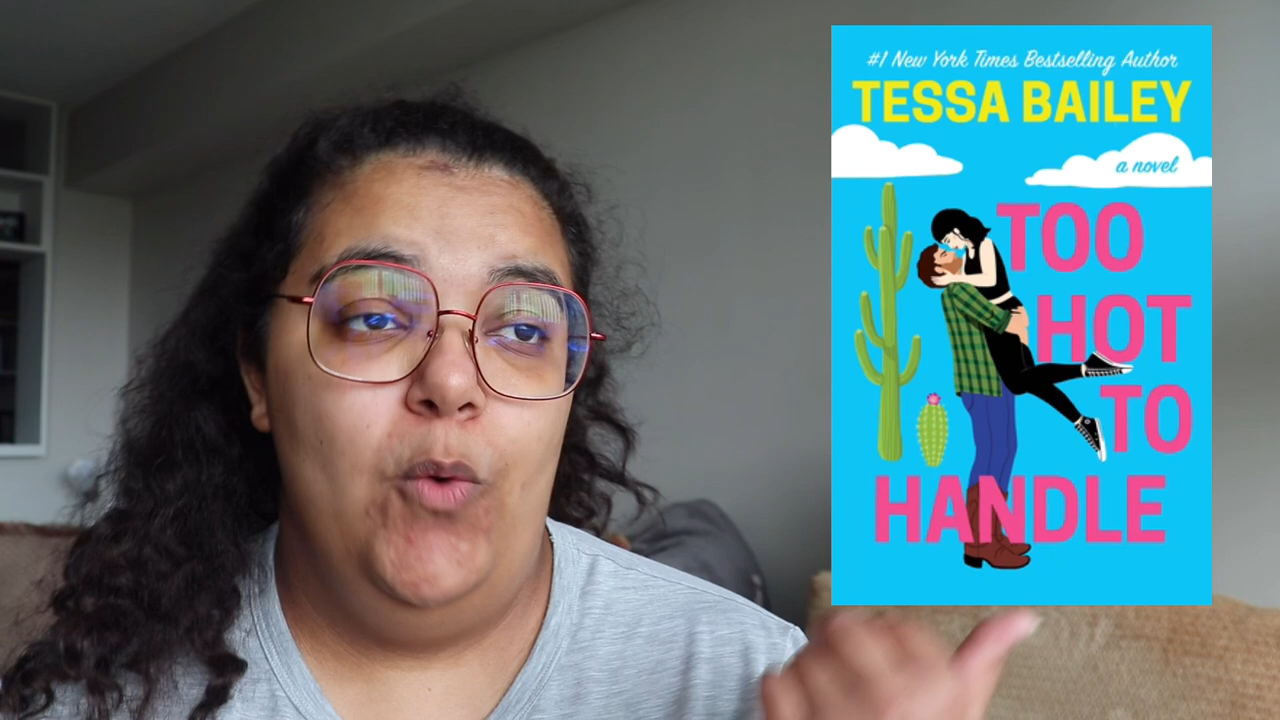 #1 New York Times Bestselling Author
TESSA BAILEY
a novel
TOO
HOT
TO
HANDLE